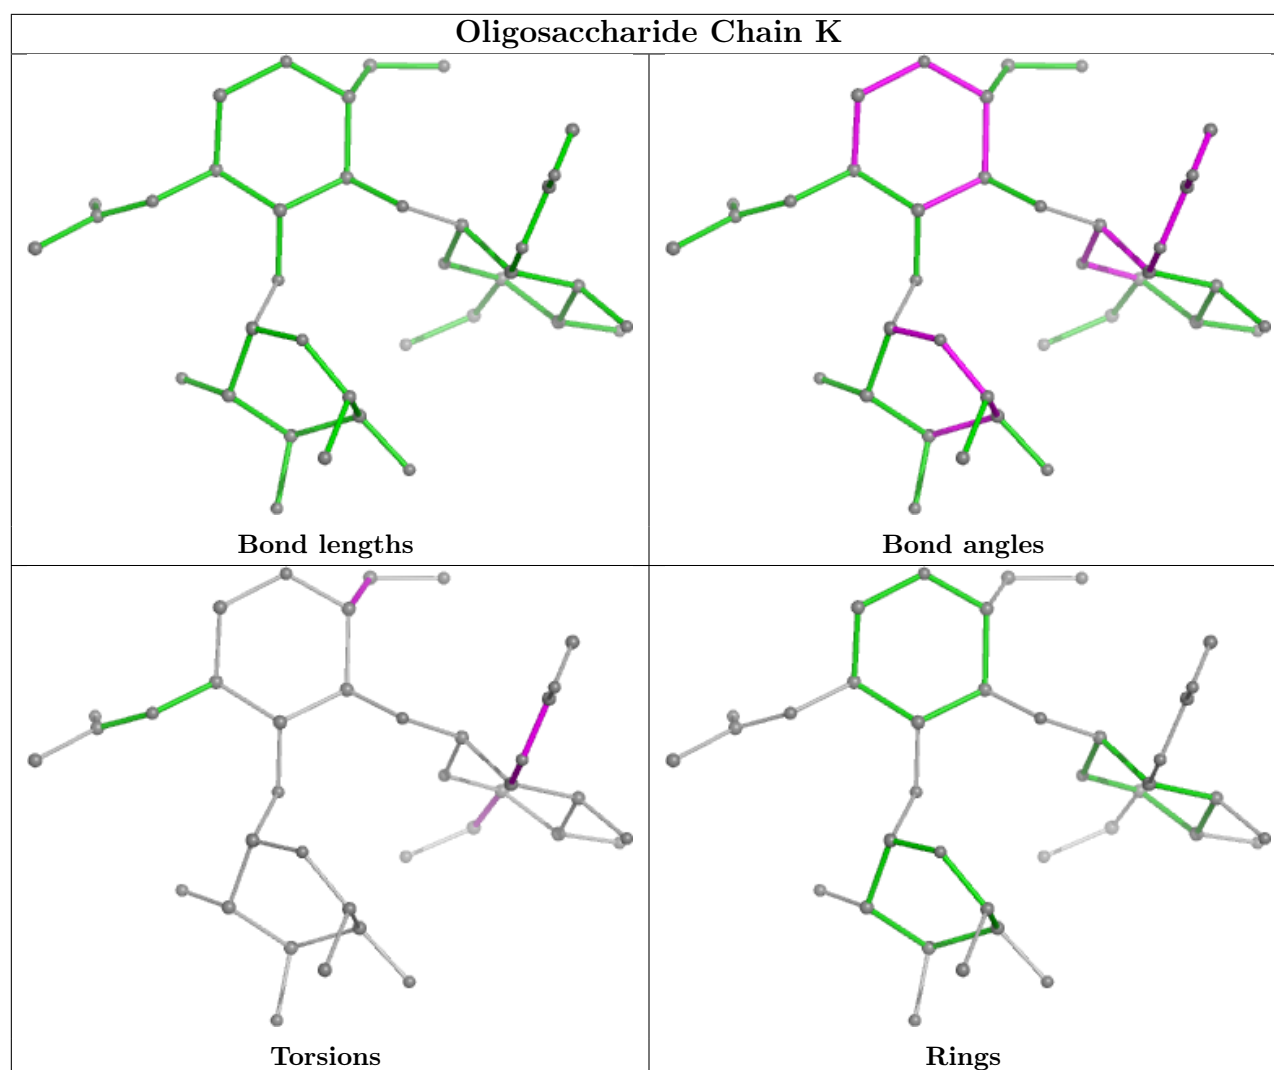 Oligosaccharide Chain K
Bond lengths
Bond angles
Torsions
Rings